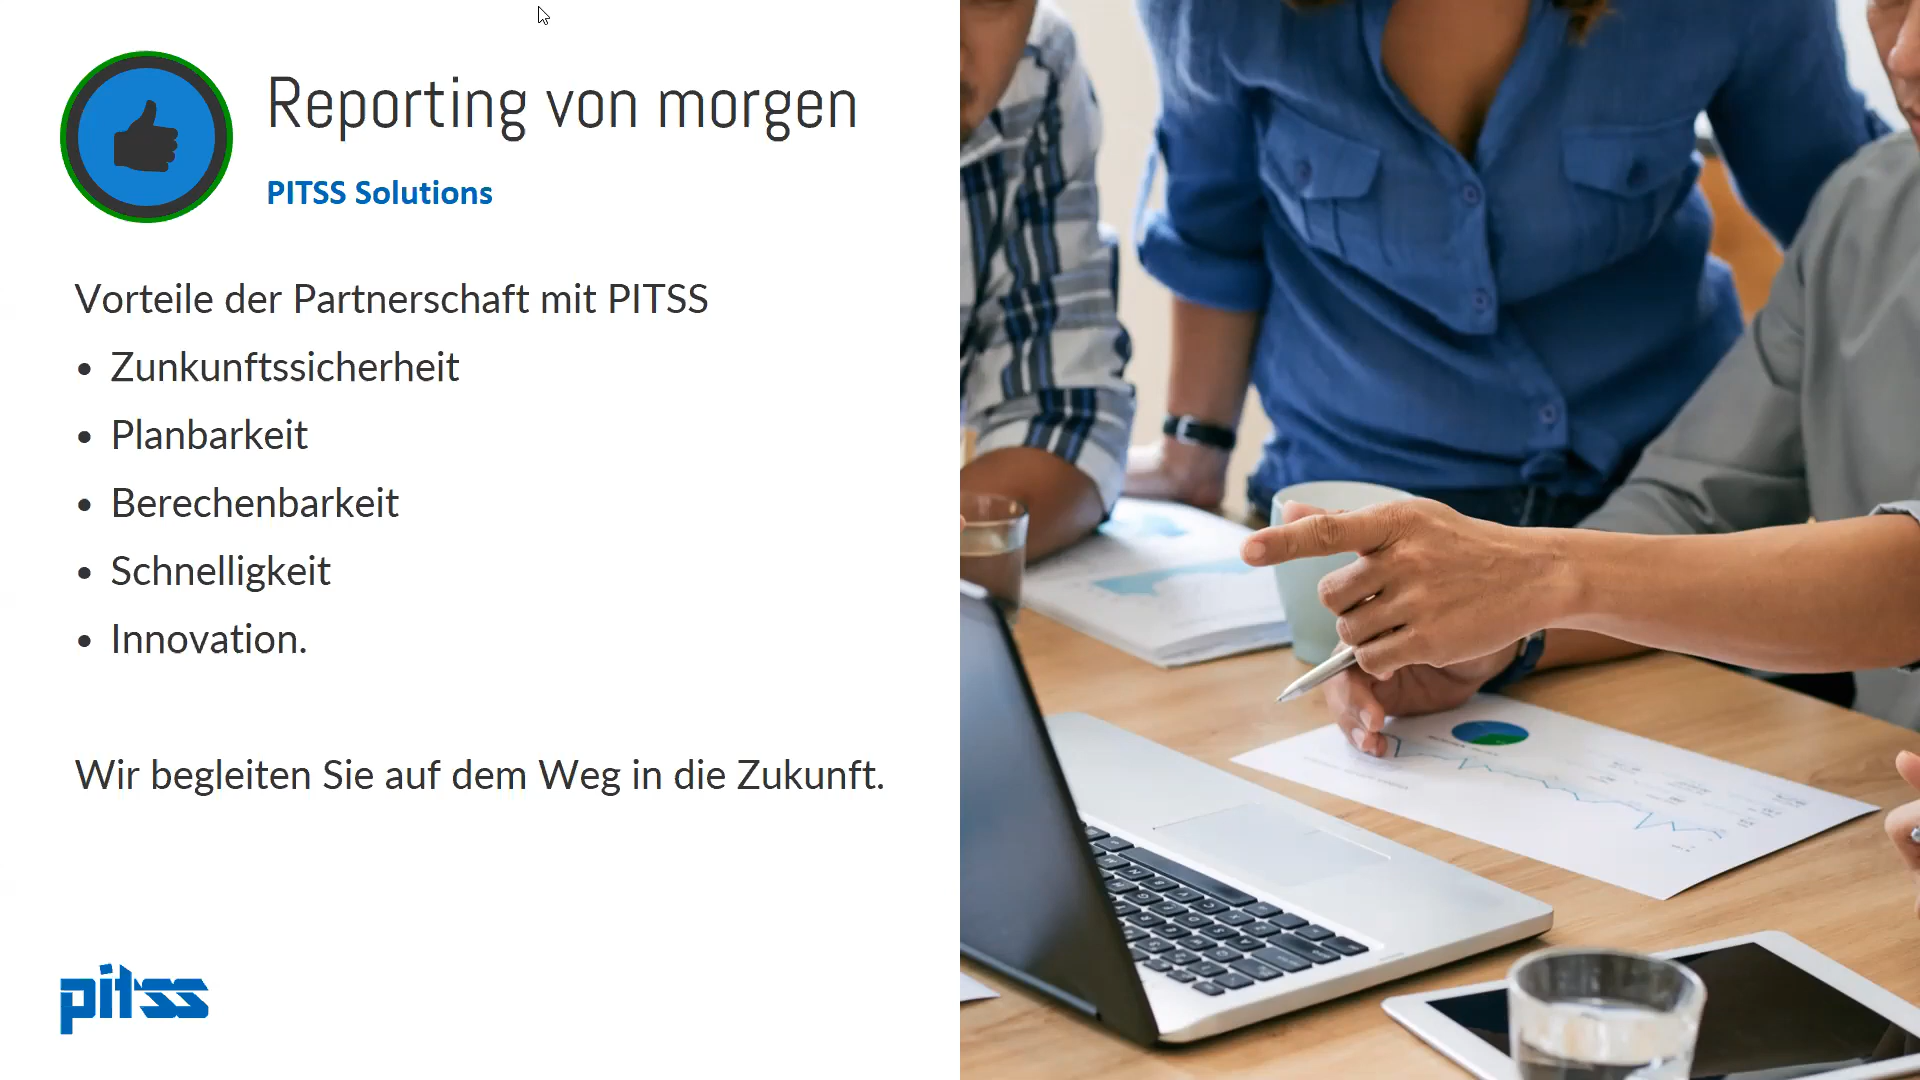 Reporting von morgen
PITSS Solutions
Vorteile der Partnerschaft mit PITSS
• Zunkunftssicherheit
• Planbarkeit
• Berechenbarkeit
• Schnelligkeit
• Innovation.
Wir begleiten Sie auf dem Weg in die Zukunft.
pitss